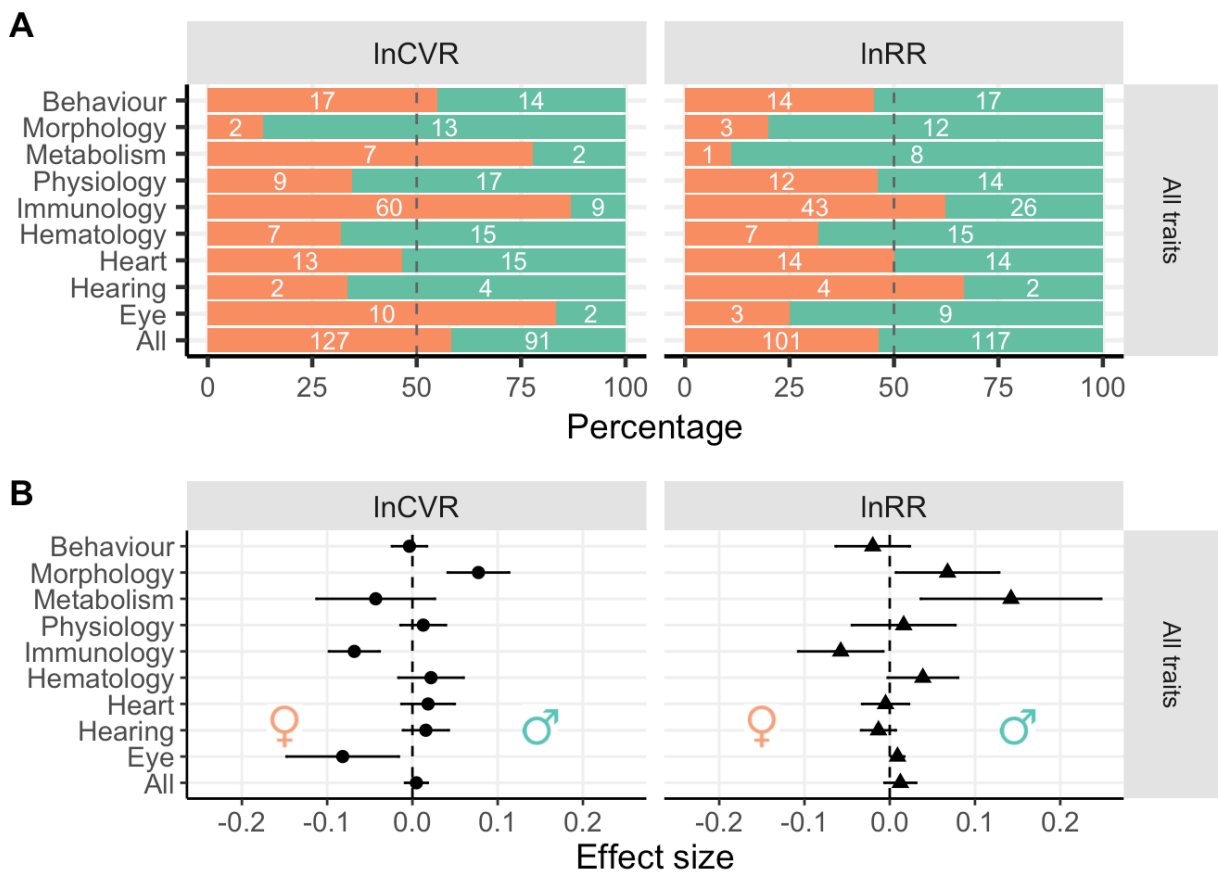 A
lnCVR
lnRR
Behaviour 17 14 14 17
Morphology 2 13 3 12
Metabolism 7 2 1 8
Physiology 9 17 12 14
Immunology 60 9 43 26
Hematology 7 15 7 15
Heart 13 15 14 14
Hearing 2 4 4 2
Eye 10 2 3 9
All 127 91 101 117
All traits
0 25 50 75 100 0 25 50 75 100
Percentage
B
lnCVR
lnRR
Behaviour
Morphology
Metabolism
Physiology
Immunology
Hematology
Heart
Hearing
Eye
All
♀ ♂ ♀ ♂
All traits
-0.2 -0.1 0.0 0.1 0.2 -0.2 -0.1 0.0 0.1 0.2
Effect size